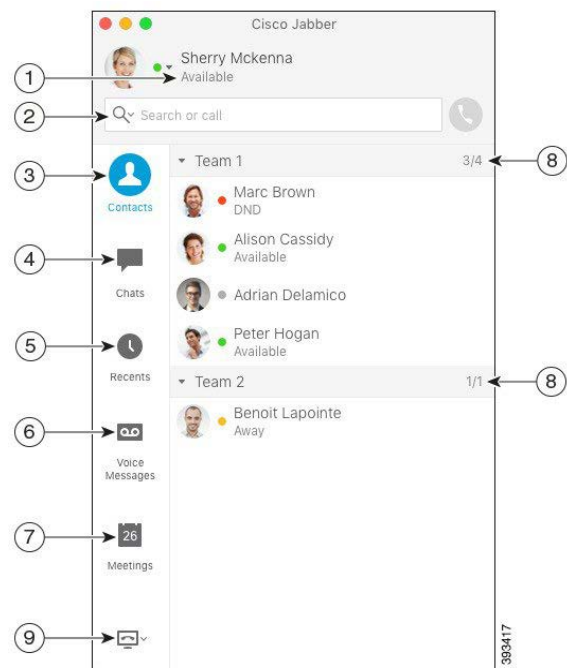 Cisco Jabber
Sherry Mckenna
1
Available
2
Search or call
3
Contacts
Team 1
3/4
8
Marc Brown
DND
4
Chats
Alison Cassidy
Available
Adrian Delamico
5
Recents
Peter Hogan
Available
Team 2
1/1
8
6
Voice
Messages
Benoit Lapointe
Away
7
26
Meetings
9
393417